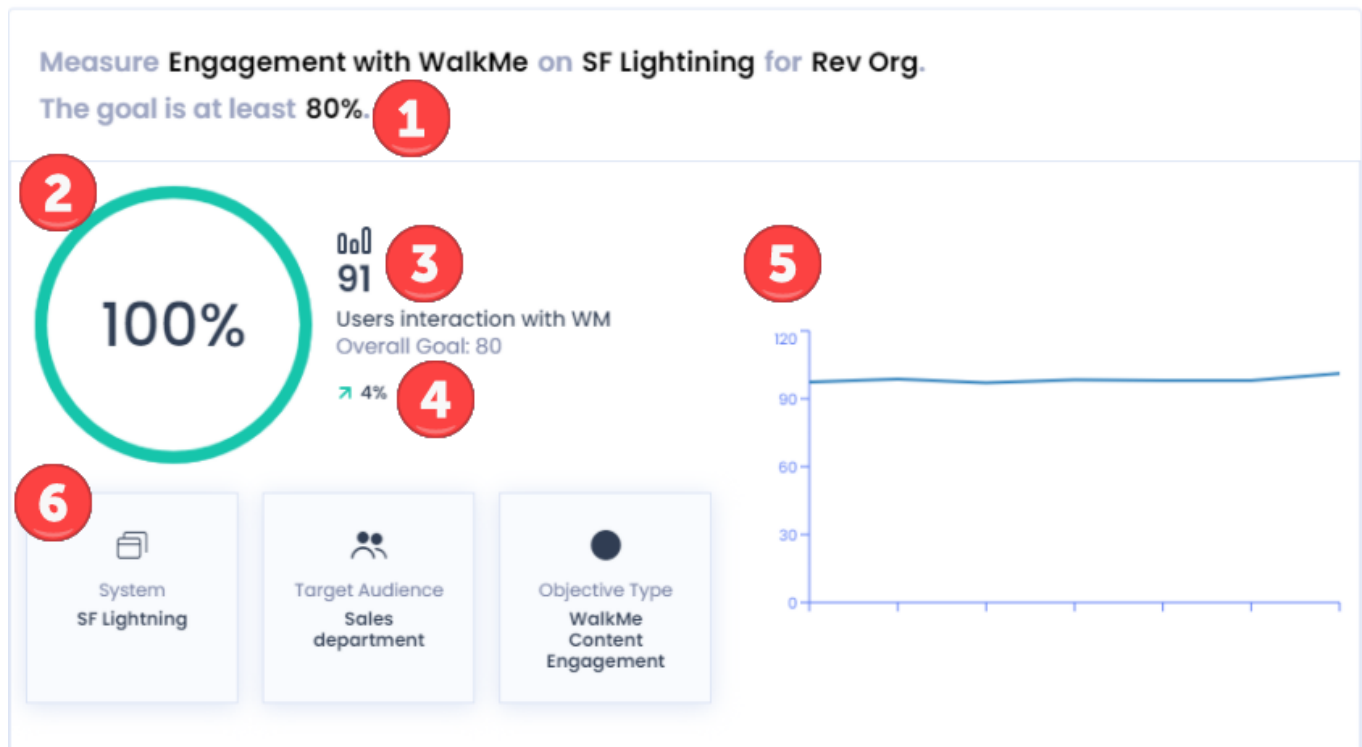 Measure Engagement with WalkMe on SF Lightining for Rev Org.
The goal is at least 80%.
1
2
100%
91
3
Users interaction with WM
Overall Goal: 80
4%
4
5
120
90
60
30
0
6
System
SF Lightning
Target Audience
Sales
department
Objective Type
WalkMe
Content
Engagement